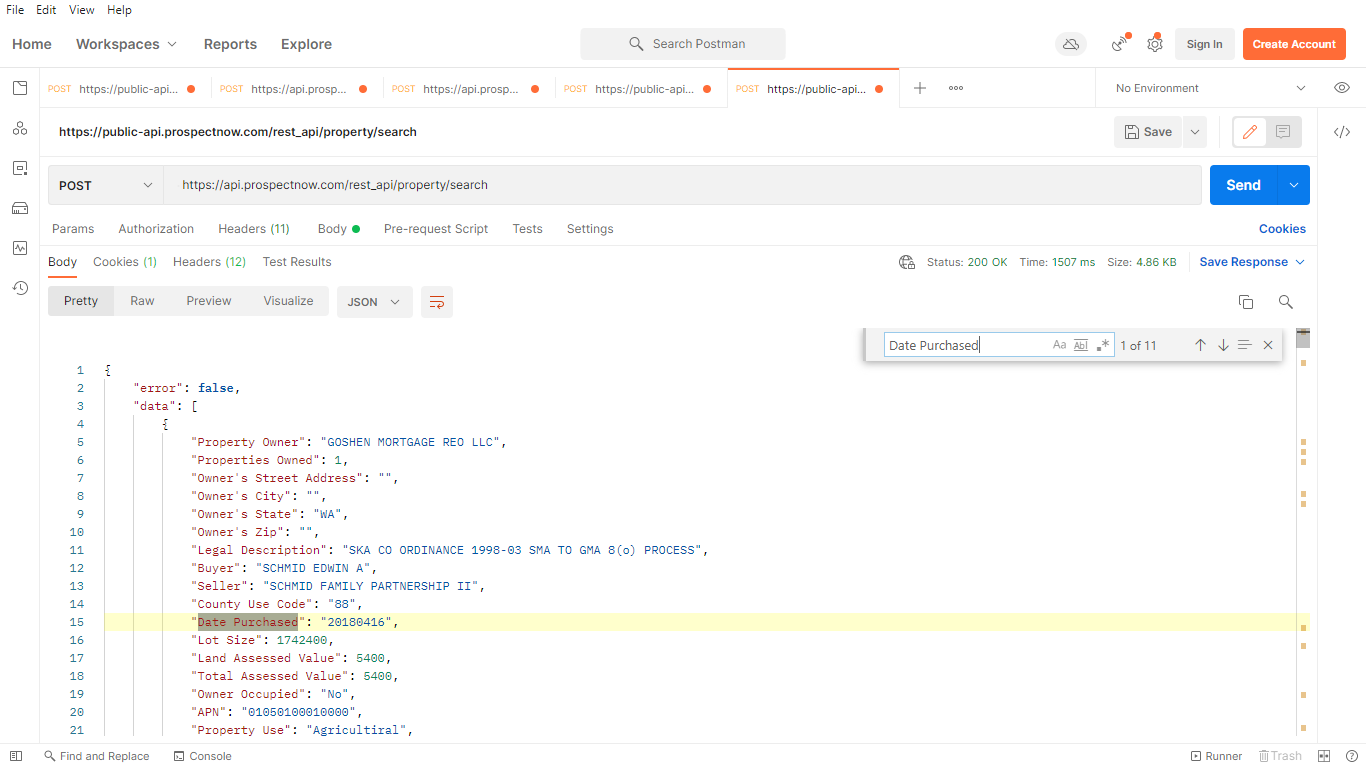 File Edit View Help
Home Workspaces Reports Explore Search Postman Sign In Create Account
POST https://public-api... POST https://api.prosp... POST https://api.prosp... POST https://public-api... POST https://public-api... + ooo No Environment
https://public-api.prospectnow.com/rest_api/property/search Save
POST https://api.prospectnow.com/rest_api/property/search Send
Params Authorization Headers (11) Body Pre-request Script Tests Settings Cookies
Body Cookies (1) Headers (12) Test Results Status: 200 OK Time: 1507 ms Size: 4.86 KB Save Response
Pretty Raw Preview Visualize JSON
Date Purchased Aa Abl .* 1 of 11
1 {
2 "error": false,
3 "data": [
4 {
5 "Property Owner": "GOSHEN MORTGAGE REO LLC",
6 "Properties Owned": 1,
7 "Owner's Street Address": "",
8 "Owner's City": "",
9 "Owner's State": "WA",
10 "Owner's Zip": "",
11 "Legal Description": "SKA CO ORDINANCE 1998-03 SMA TO GMA 8(o) PROCESS",
12 "Buyer": "SCHMID EDWIN A",
13 "Seller": "SCHMID FAMILY PARTNERSHIP II",
14 "County Use Code": "88",
15 "Date Purchased": "20180416",
16 "Lot Size": 1742400,
17 "Land Assessed Value": 5400,
18 "Total Assessed Value": 5400,
19 "Owner Occupied": "No",
20 "APN": "01050100010000",
21 "Property Use": "Agricultiral",
Find and Replace Console Runner Trash